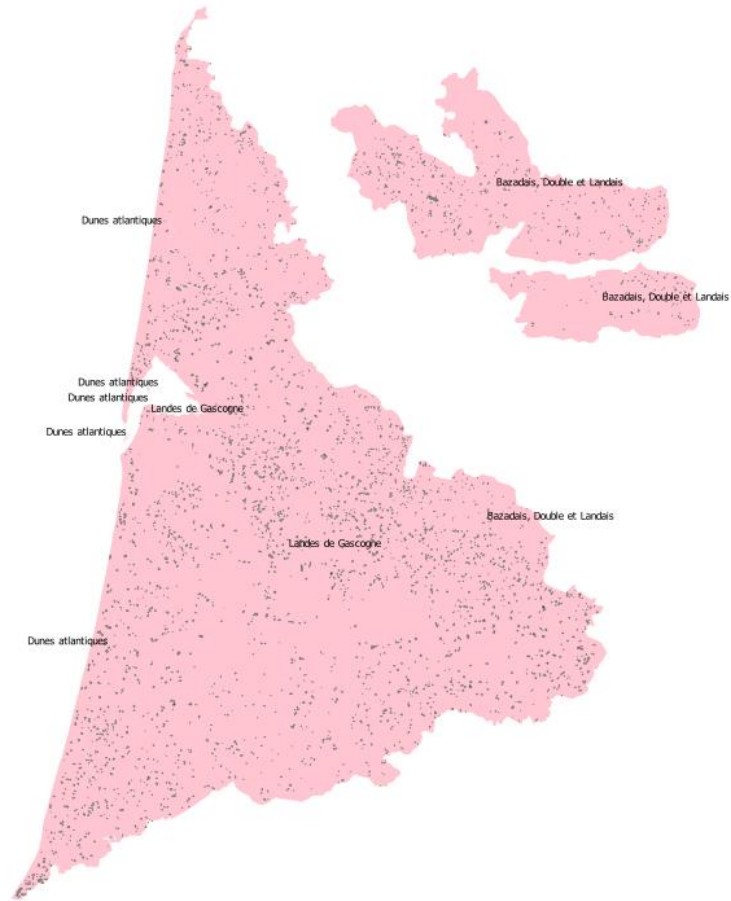 Bazadais, Double et Landais
Dunes atlantiques
Bazadais, Double et Landais
Dunes atlantiques
Dunes atlantiques
Landes de Gascogne
Dunes atlantiques
Bazadais, Double et Landais
Landes de Gascogne
Dunes atlantiques